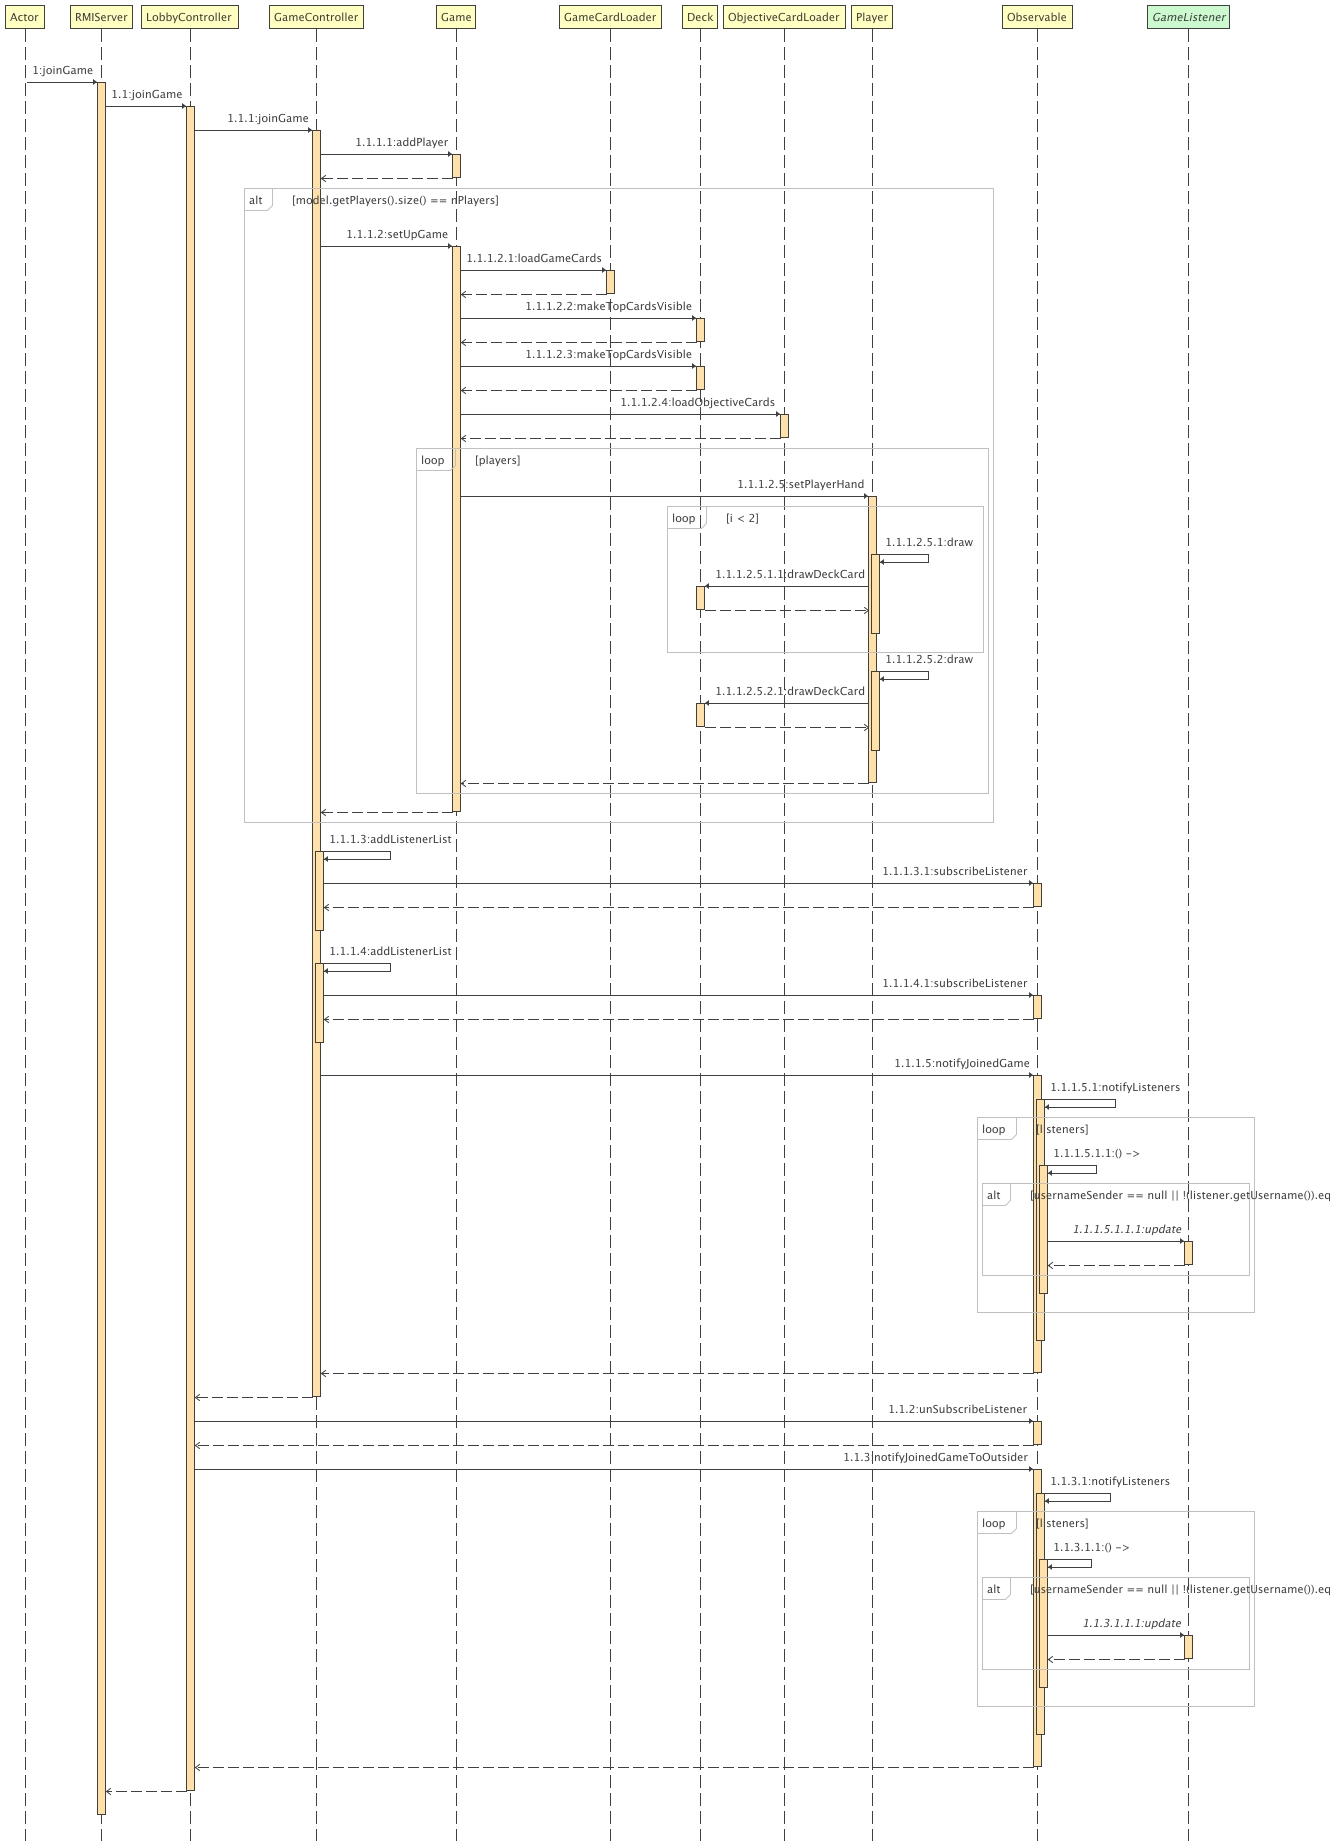 Actor
RMIServer
LobbyController
GameController
Game
GameCardLoader
Deck
ObjectiveCardLoader
Player
Observable
GameListener
1:joinGame
1.1:joinGame
1.1.1:joinGame
1.1.1.1:addPlayer
alt [model.getPlayers().size() == nPlayers]
1.1.1.2:setUpGame
1.1.1.2.1:loadGameCards
1.1.1.2.2:makeTopCardsVisible
1.1.1.2.3:makeTopCardsVisible
1.1.1.2.4:loadObjectiveCards
loop [players]
1.1.1.2.5:setPlayerHand
loop [i < 2]
1.1.1.2.5.1:draw
1.1.1.2.5.1.1:drawDeckCard
1.1.1.2.5.2:draw
1.1.1.2.5.2.1:drawDeckCard
1.1.1.3:addListenerList
1.1.1.3.1:subscribeListener
1.1.1.4:addListenerList
1.1.1.4.1:subscribeListener
1.1.1.5:notifyJoinedGame
1.1.1.5.1:notifyListeners
loop [listeners]
1.1.1.5.1.1:() ->
alt [usernameSender == null || !(listener.getUsername()).eq
1.1.1.5.1.1.1:update
1.1.2:unSubscribeListener
1.1.3:notifyJoinedGameToOutsider
1.1.3.1:notifyListeners
loop [listeners]
1.1.3.1.1:() ->
alt [usernameSender == null || !(listener.getUsername()).eq
1.1.3.1.1.1:update